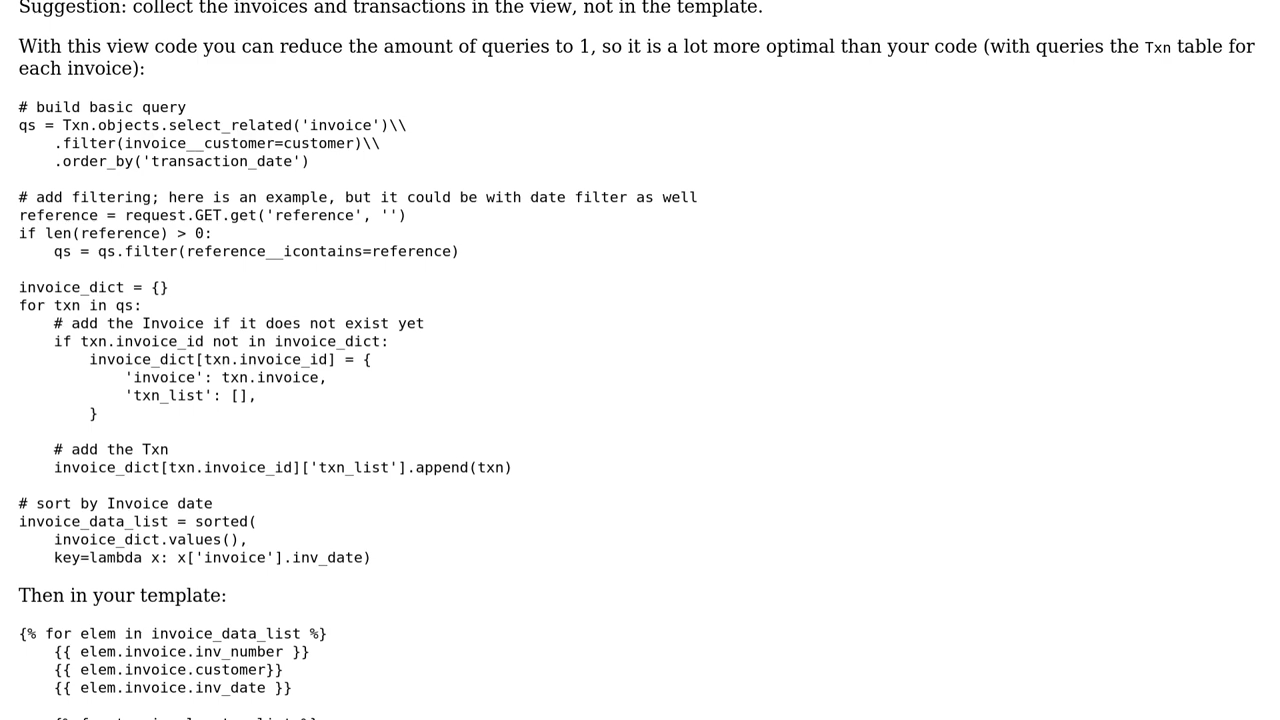 Suggestion: collect the invoices and transactions in the view, not in the template.
With this view code you can reduce the amount of queries to 1, so it is a lot more optimal than your code (with queries the Txn table for
each invoice):
# build basic query
qs = Txn.objects.select_related('invoice')\\
    .filter(invoice__customer=customer)\\
    .order_by('transaction_date')
# add filtering; here is an example, but it could be with date filter as well
reference = request.GET.get('reference', '')
if len(reference) > 0:
    qs = qs.filter(reference__icontains=reference)
invoice_dict = {}
for txn in qs:
    # add the Invoice if it does not exist yet
    if txn.invoice_id not in invoice_dict:
        invoice_dict[txn.invoice_id] = {
            'invoice': txn.invoice,
            'txn_list': [],
        }
    # add the Txn
    invoice_dict[txn.invoice_id]['txn_list'].append(txn)
# sort by Invoice date
invoice_data_list = sorted(
    invoice_dict.values(),
    key=lambda x: x['invoice'].inv_date)
Then in your template:
{% for elem in invoice_data_list %}
    {{ elem.invoice.inv_number }}
    {{ elem.invoice.customer}}
    {{ elem.invoice.inv_date }}